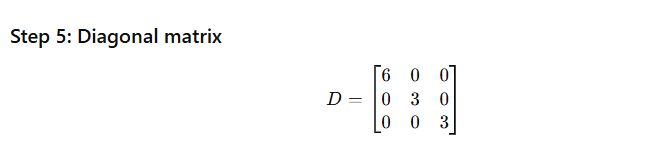 Step 5: Diagonal matrix
D = [6 0 0
0 3 0
0 0 3]